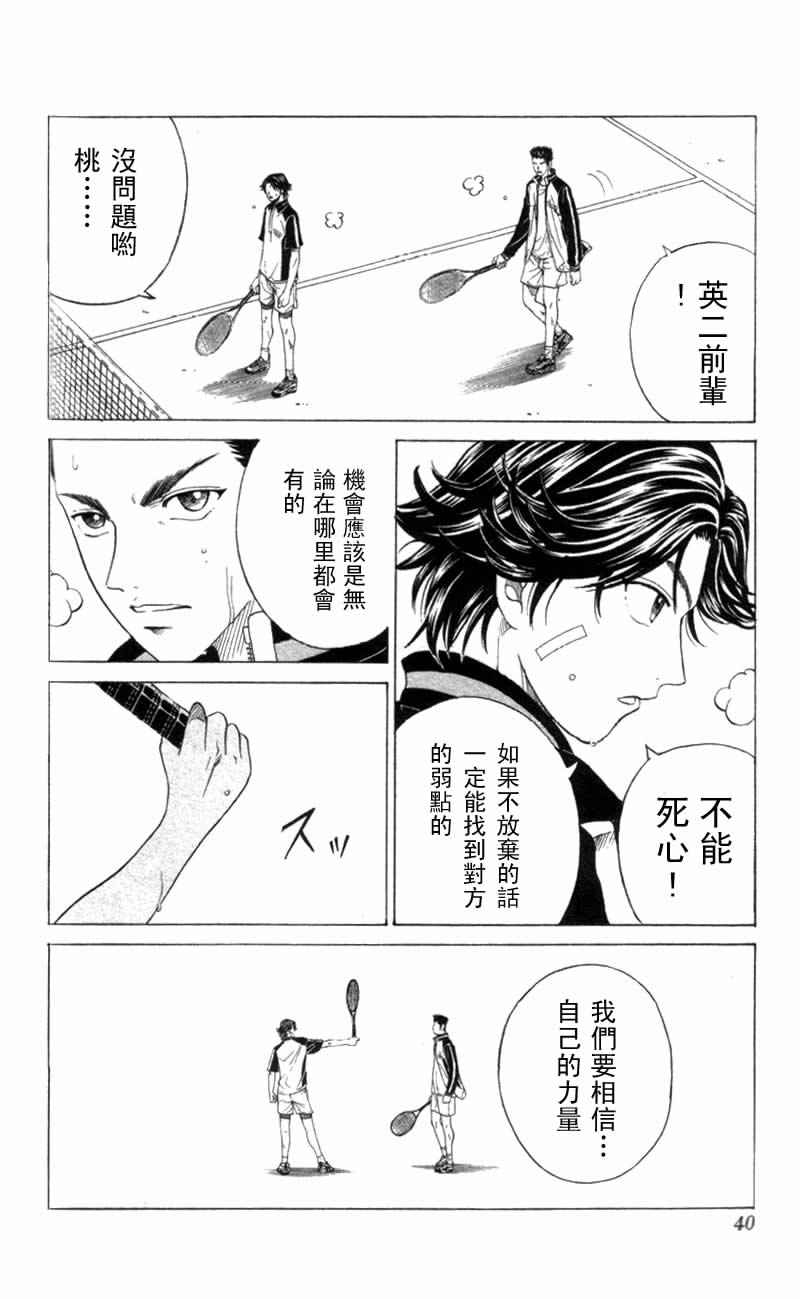 英二前輩
！
沒問題喲
桃……
不能
死心！
如果不放棄的話
一定能找到對方
的弱點的
機會應該是無
論在哪里都會
有的
スッ
我們要相信…
自己的力量
40